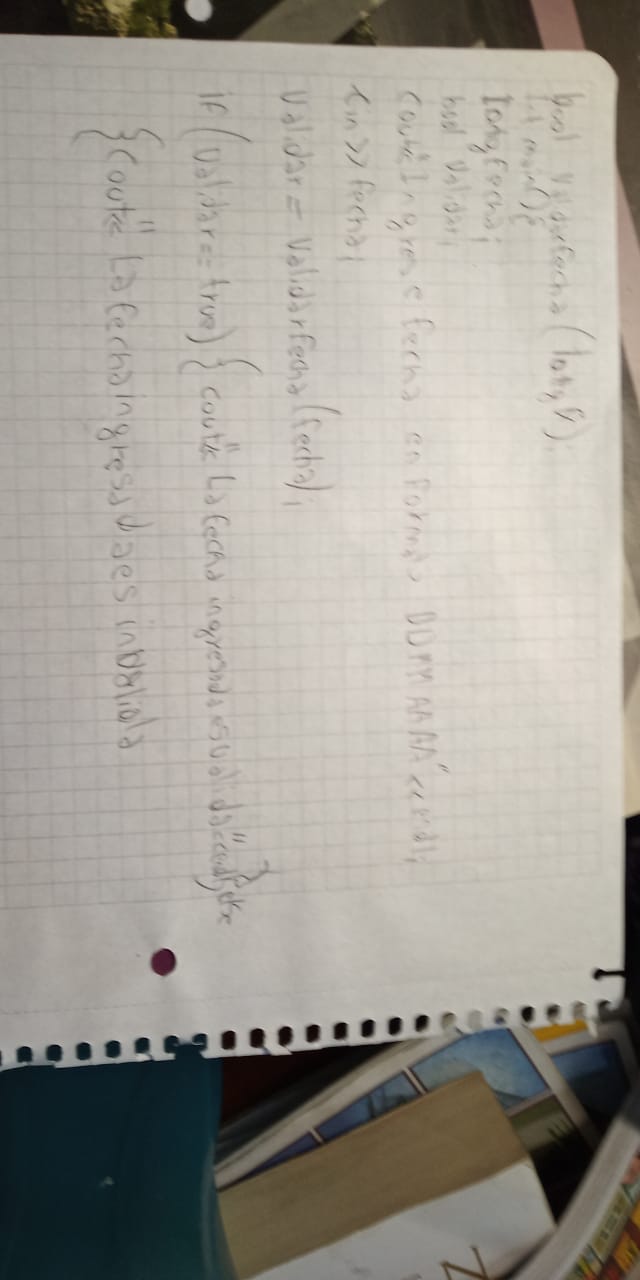 bool validarfecha (long f);
int main(){
long fecha;
bool validar;
cout<<"Ingrese fecha en formato DDMMAAAA"<<endl;
cin>>fecha;
Validar = Validarfecha(fecha);
if (Validar==true) { cout<<"La fecha ingresada es valida"<<endl;}else
{cout<<"La fecha ingresada es invalida
N